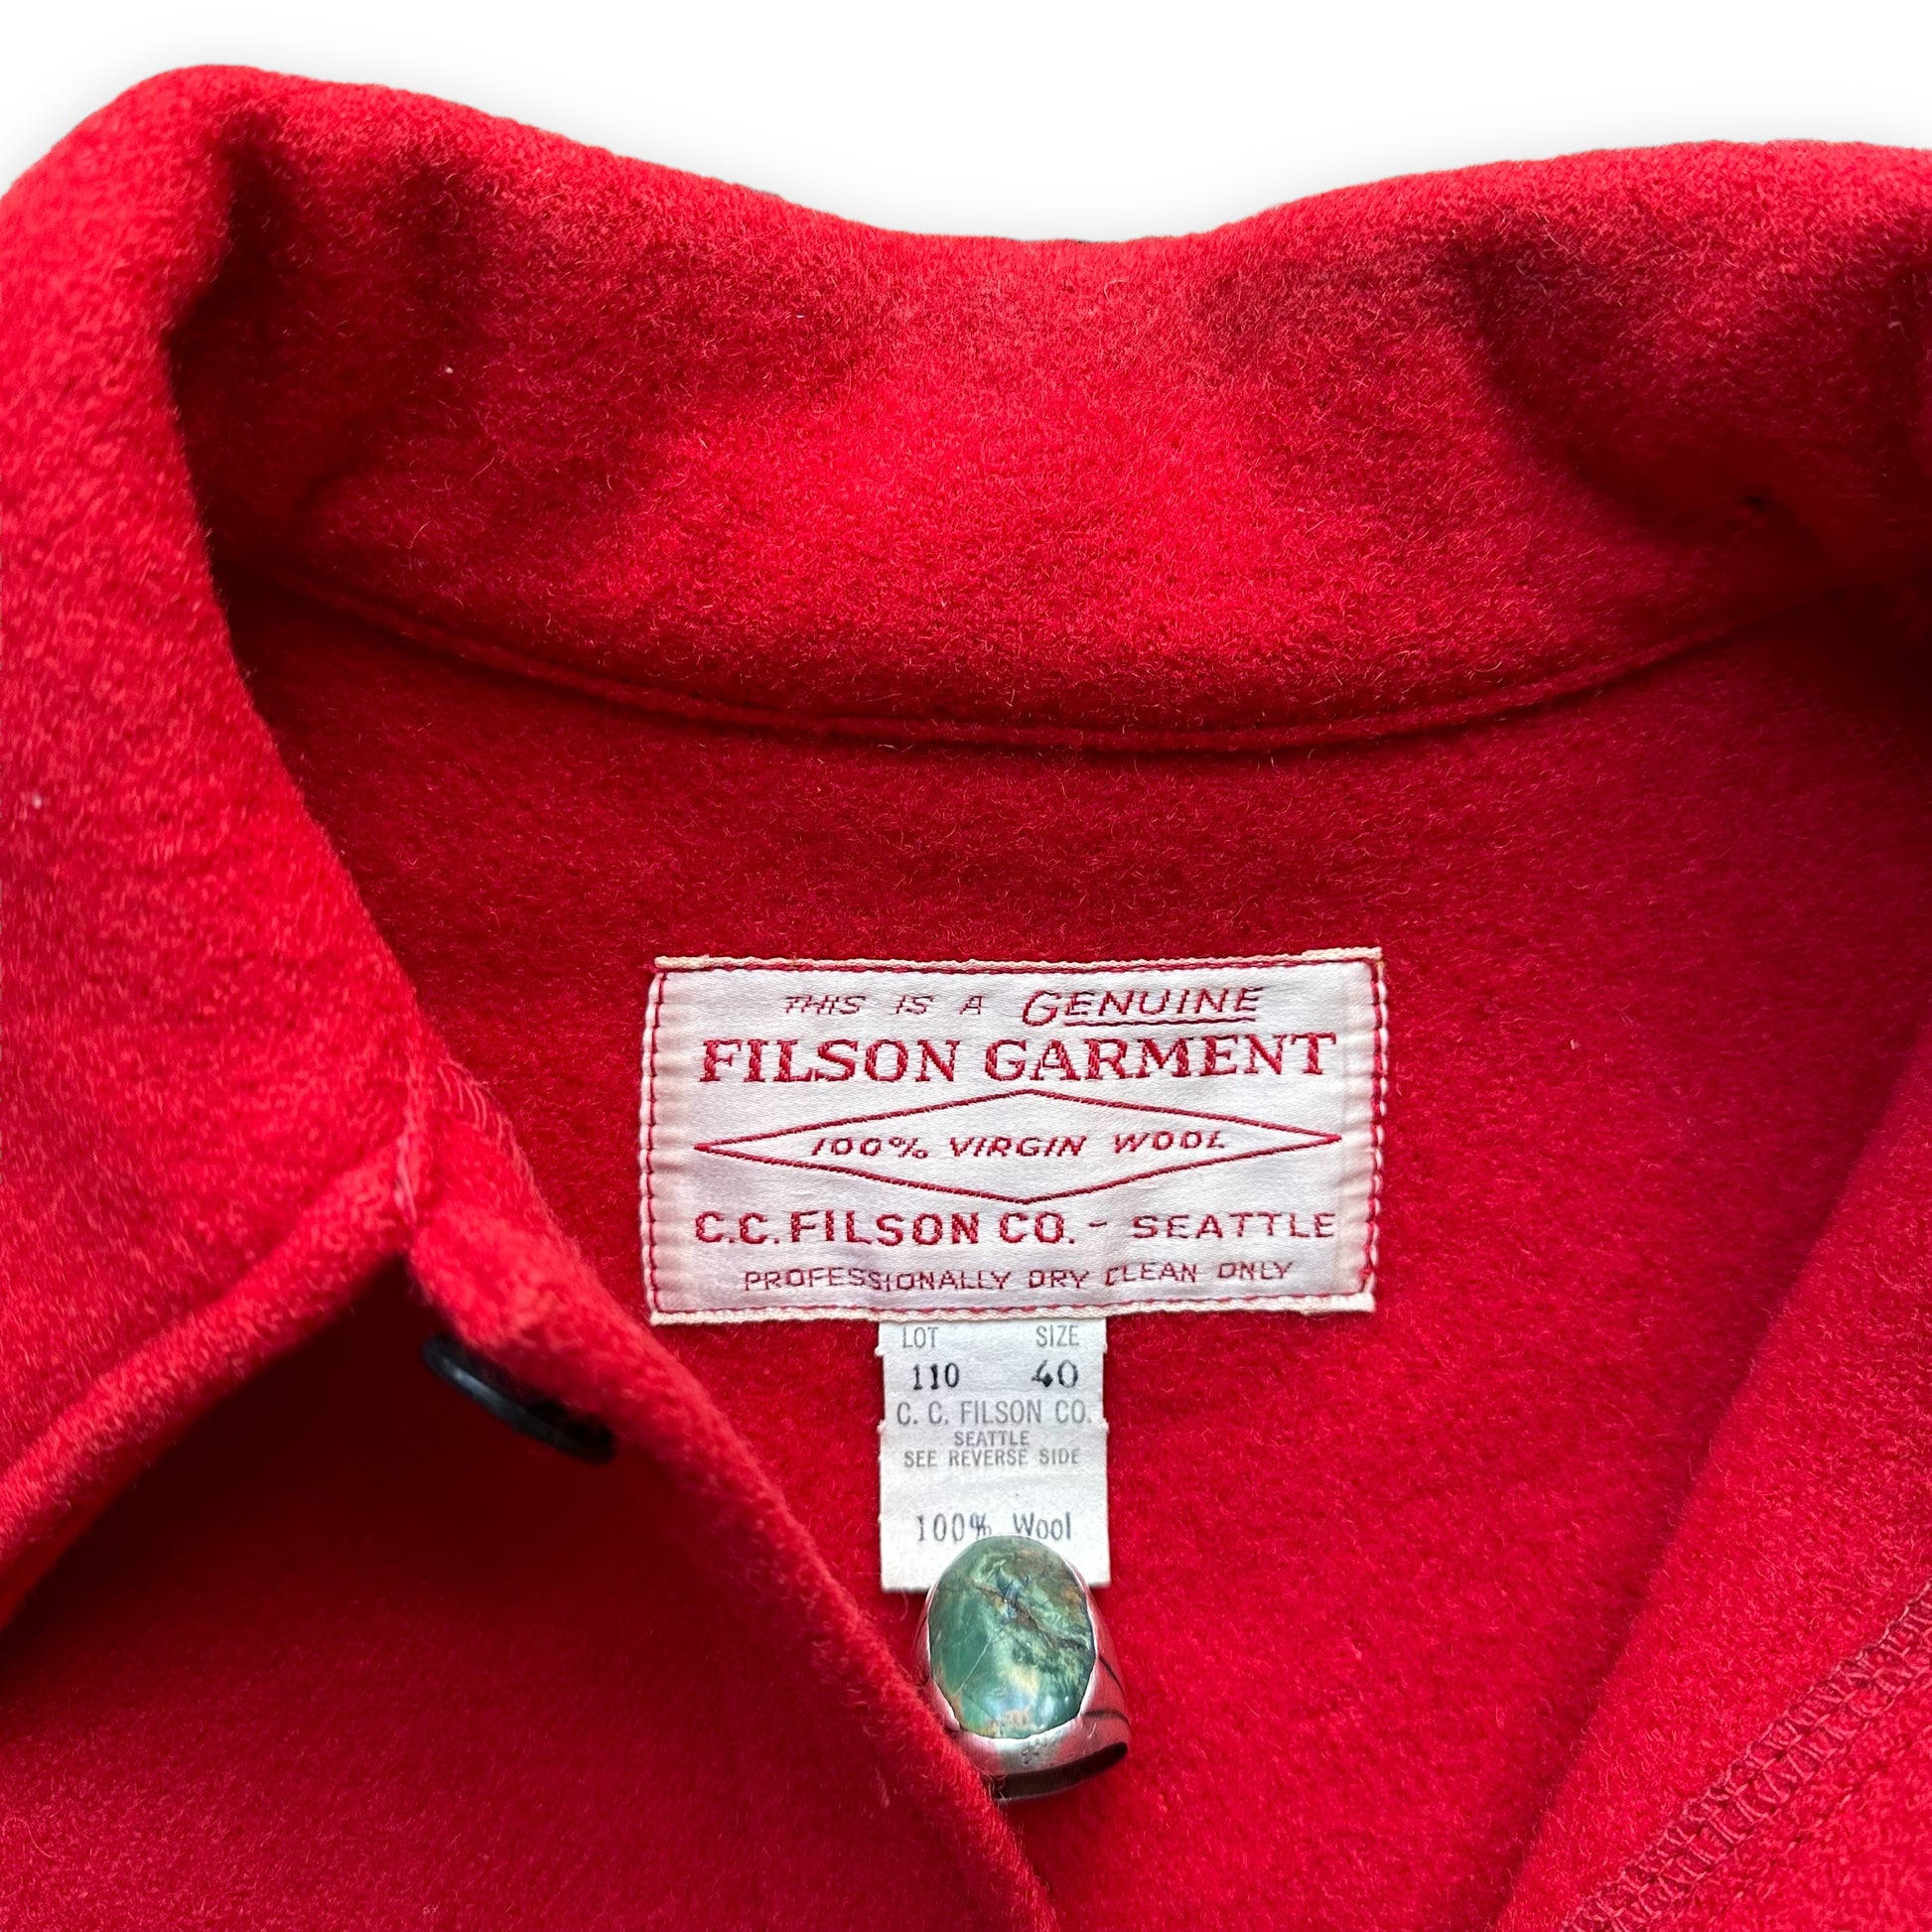 THIS IS A GENUINE
FILSON GARMENT
100% VIRGIN WOOL
C.C. FILSON CO. - SEATTLE
PROFESSIONALLY DRY CLEAN ONLY
LOT SIZE
110 40
C. C. FILSON CO.
SEATTLE
SEE REVERSE SIDE
100% Wool